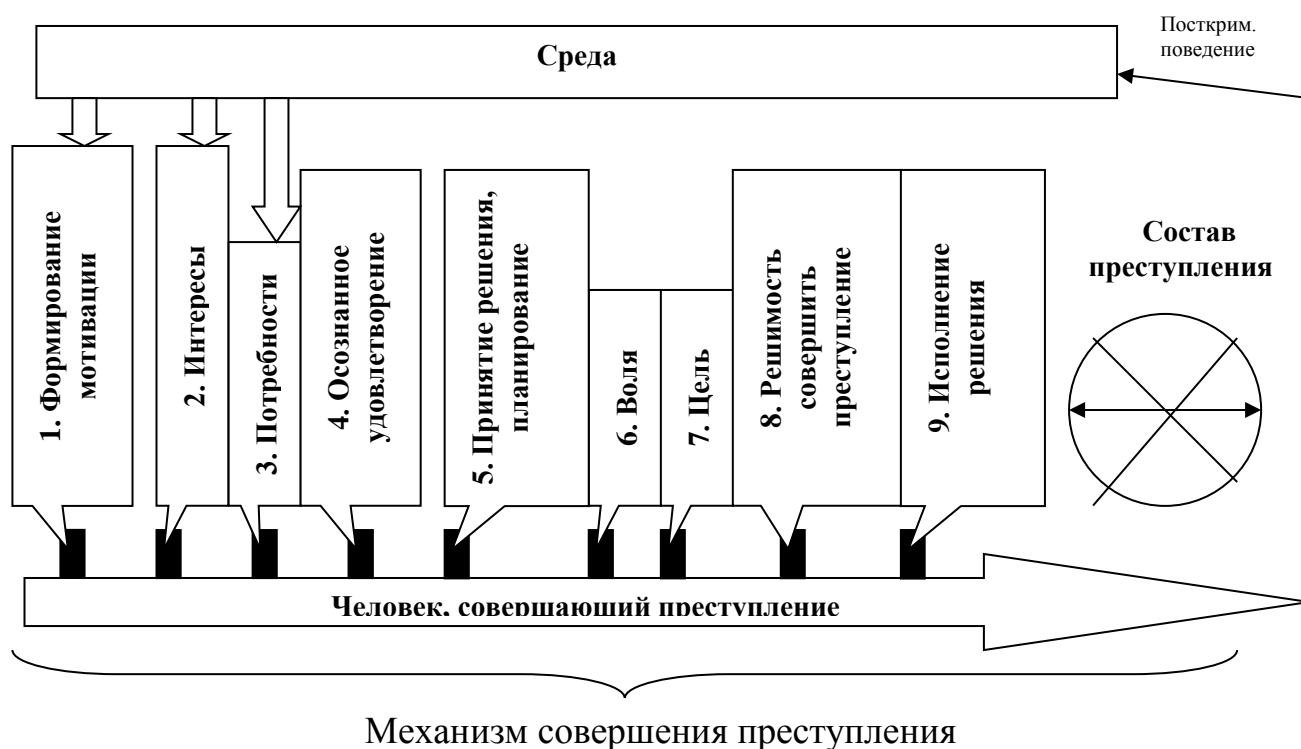 Посткрим.
поведение
Среда
1. Формирование
мотивации
2. Интересы
3. Потребности
4. Осознанное
удовлетворение
5. Принятие решения,
планирование
6. Воля
7. Цель
8. Решимость
совершить
преступление
9. Исполнение
решения
Состав
преступления
Человек, совершающий преступление
Механизм совершения преступления